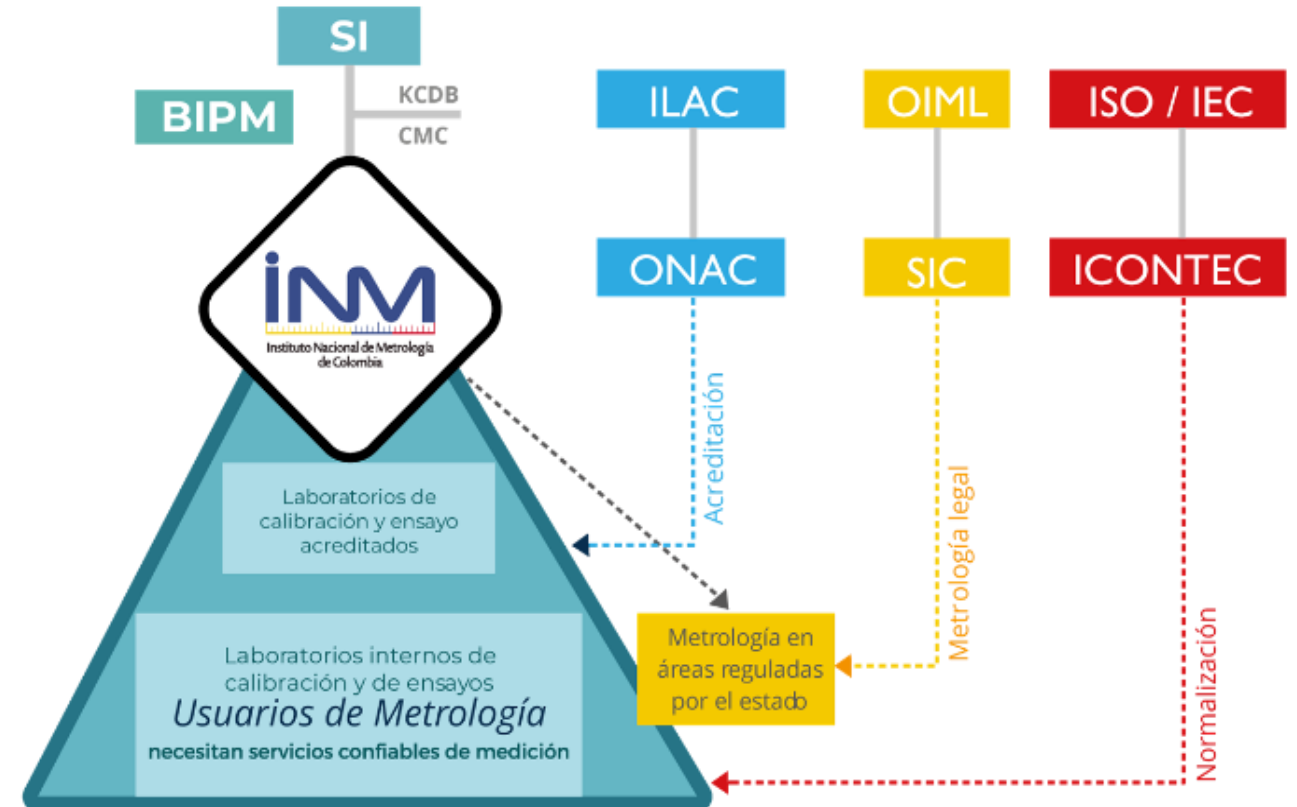 SI
BIPM
KCDB
CMC
ILAC
OIML
ISO / IEC
ONAC
SIC
ICONTEC
INM
Instituto Nacional de Metrología
de Colombia
Acreditación
Metrología legal
Normalización
Laboratorios de
calibración y ensayo
acreditados
Metrología en
áreas reguladas
por el estado
Laboratorios internos de
calibración y de ensayos
Usuarios de Metrología
necesitan servicios confiables de medición